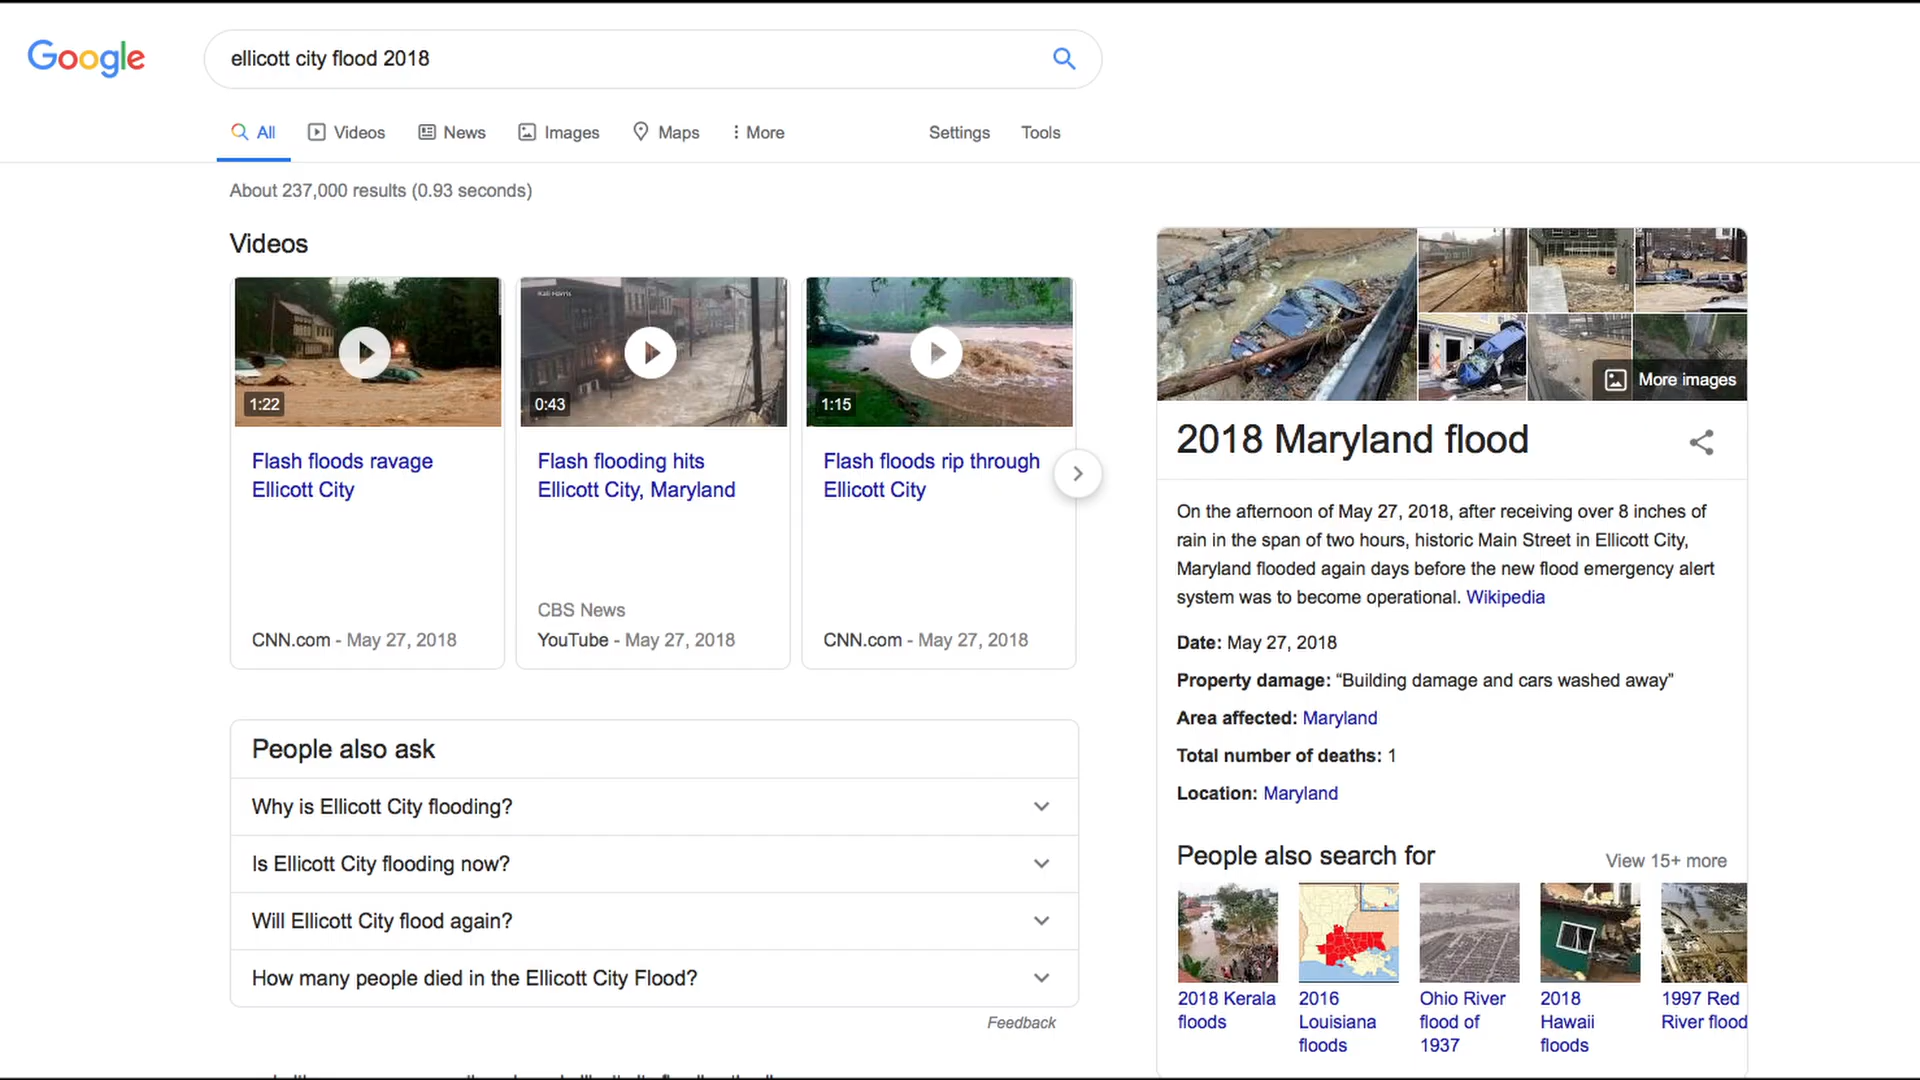 Google
ellicott city flood 2018
All
Videos
News
Images
Maps
More
Settings
Tools
About 237,000 results (0.93 seconds)
Videos
1:22
Flash floods ravage
Ellicott City
CNN.com - May 27, 2018
Kali Harris
0:43
Flash flooding hits
Ellicott City, Maryland
CBS News
YouTube - May 27, 2018
1:15
Flash floods rip through
Ellicott City
CNN.com - May 27, 2018
People also ask
Why is Ellicott City flooding?
Is Ellicott City flooding now?
Will Ellicott City flood again?
How many people died in the Ellicott City Flood?
Feedback
More images
2018 Maryland flood
On the afternoon of May 27, 2018, after receiving over 8 inches of
rain in the span of two hours, historic Main Street in Ellicott City,
Maryland flooded again days before the new flood emergency alert
system was to become operational. Wikipedia
Date: May 27, 2018
Property damage: “Building damage and cars washed away”
Area affected: Maryland
Total number of deaths: 1
Location: Maryland
People also search for
View 15+ more
2018 Kerala
floods
2016
Louisiana
floods
Ohio River
flood of
1937
2018
Hawaii
floods
1997 Red
River flood